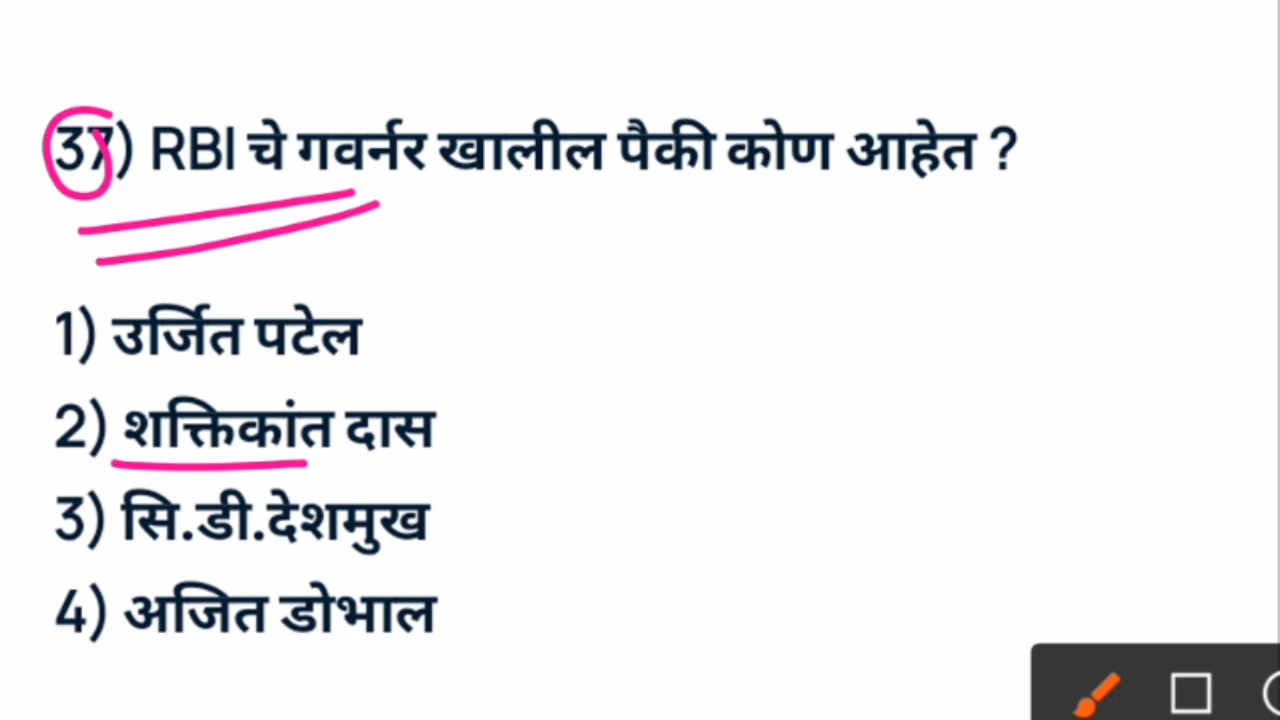 37) RBI चे गवर्नर खालील पैकी कोण आहेत ?
1) उर्जित पटेल
2) शक्तिकांत दास
3) सि.डी.देशमुख
4) अजित डोभाल